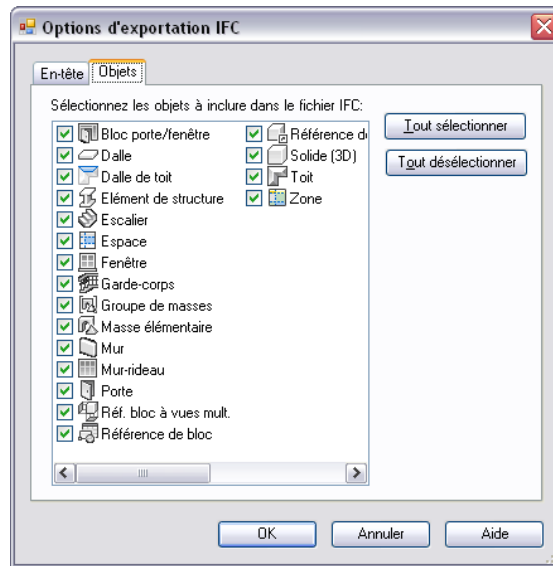 Options d'exportation IFC
En-tête
Objets
Sélectionnez les objets à inclure dans le fichier IFC:
Bloc porte/fenêtre
Dalle
Dalle de toit
Elément de structure
Escalier
Espace
Fenêtre
Garde-corps
Groupe de masses
Masse élémentaire
Mur
Mur-rideau
Porte
Réf. bloc à vues mult.
Référence de bloc
Référence d
Solide (3D)
Toit
Zone
Tout sélectionner
Tout désélectionner
OK
Annuler
Aide